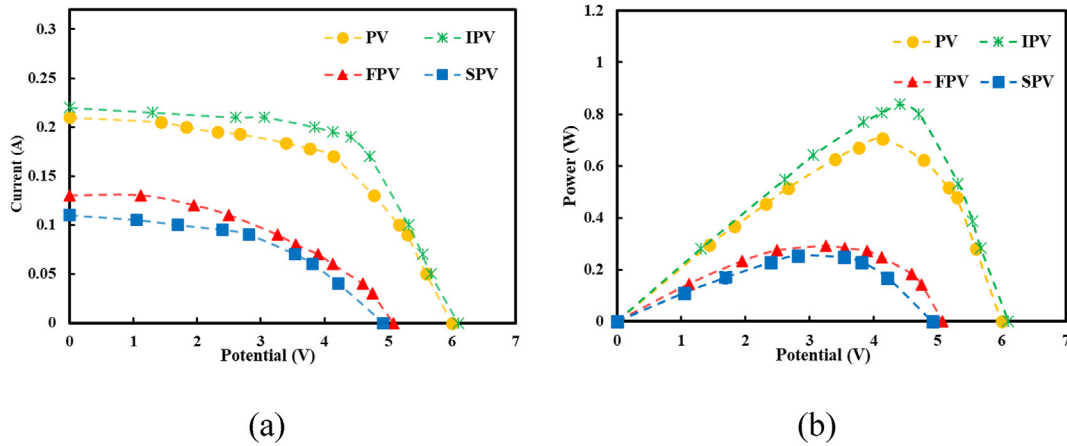 0.3
0.25
0.2
0.15
0.1
0.05
0
Current (A)
PV
IPV
FPV
SPV
0 1 2 3 4 5 6 7
Potential (V)
(a)
1.2
1
0.8
0.6
0.4
0.2
0
Power (W)
PV
IPV
FPV
SPV
0 1 2 3 4 5 6 7
Potential (V)
(b)